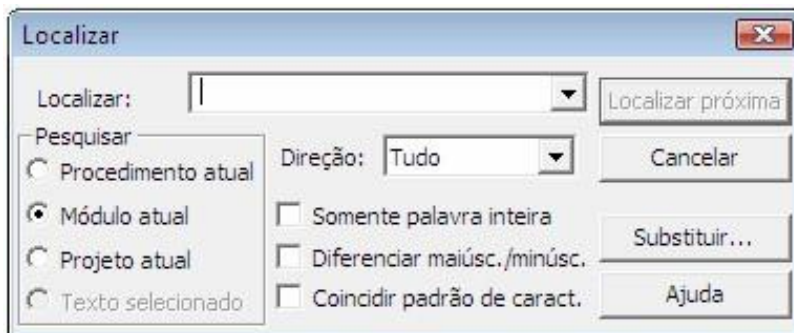 Localizar
Localizar:
Localizar próxima
Pesquisar
Procedimento atual
Direção: Tudo
Cancelar
Módulo atual
Somente palavra inteira
Projeto atual
Diferenciar maiúsc./minúsc.
Substituir...
Texto selecionado
Coincidir padrão de caract.
Ajuda